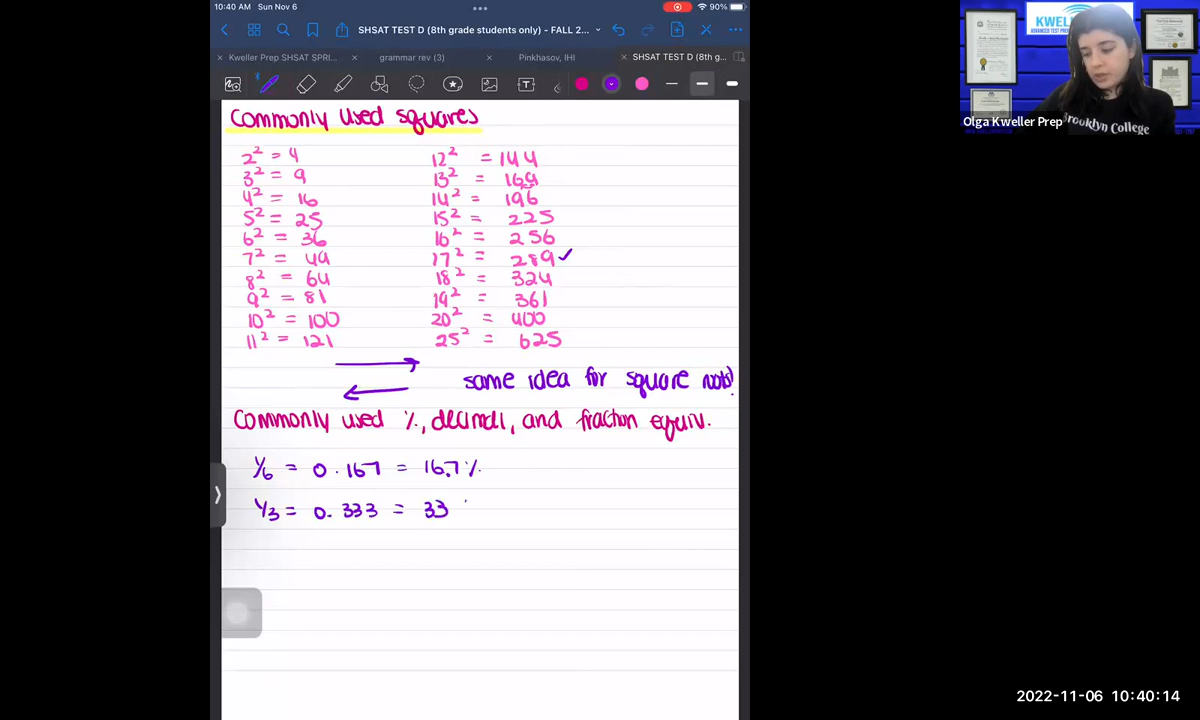 10:40 AM Sun Nov 6
90%
SHSAT TEST D (8th grade students only) - FALL 2...
Kweller Prep SHSAT SPRI...
grammar rev (3)
Pinkhasov, IHI
SHSAT TEST D (8th g...
Commonly used squares
2² = 4
3² = 9
4² = 16
5² = 25
6² = 36
7² = 49
8² = 64
9² = 81
10² = 100
11² = 121
12² = 144
13² = 169
14² = 196
15² = 225
16² = 256
17² = 289 ✓
18² = 324
19² = 361
20² = 400
25² = 625
same idea for square roots!
Commonly used %, decimal, and fraction equiv.
1/6 = 0.167 = 16.7%
1/3 = 0.333 = 33
KWEL
ADVANCED TEST PREP
Brooklyn College
Olga Kweller Prep
2022-11-06 10:40:14